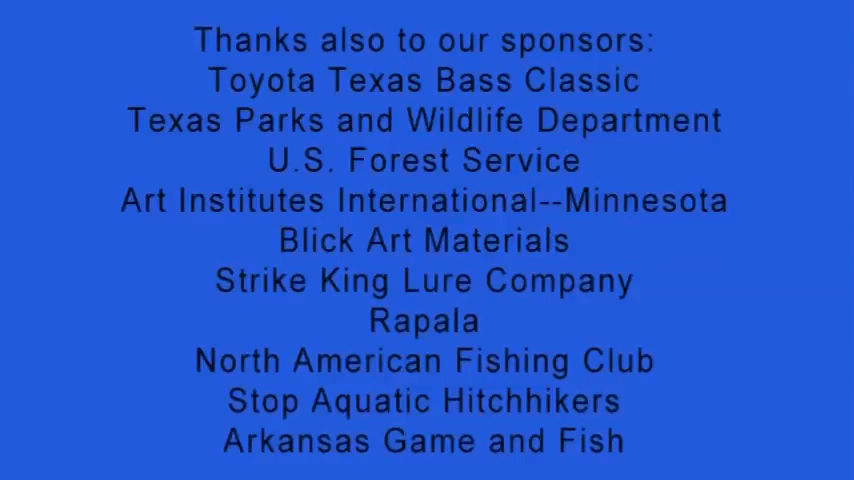 Thanks also to our sponsors:
Toyota Texas Bass Classic
Texas Parks and Wildlife Department
U.S. Forest Service
Art Institutes International--Minnesota
Blick Art Materials
Strike King Lure Company
Rapala
North American Fishing Club
Stop Aquatic Hitchhikers
Arkansas Game and Fish